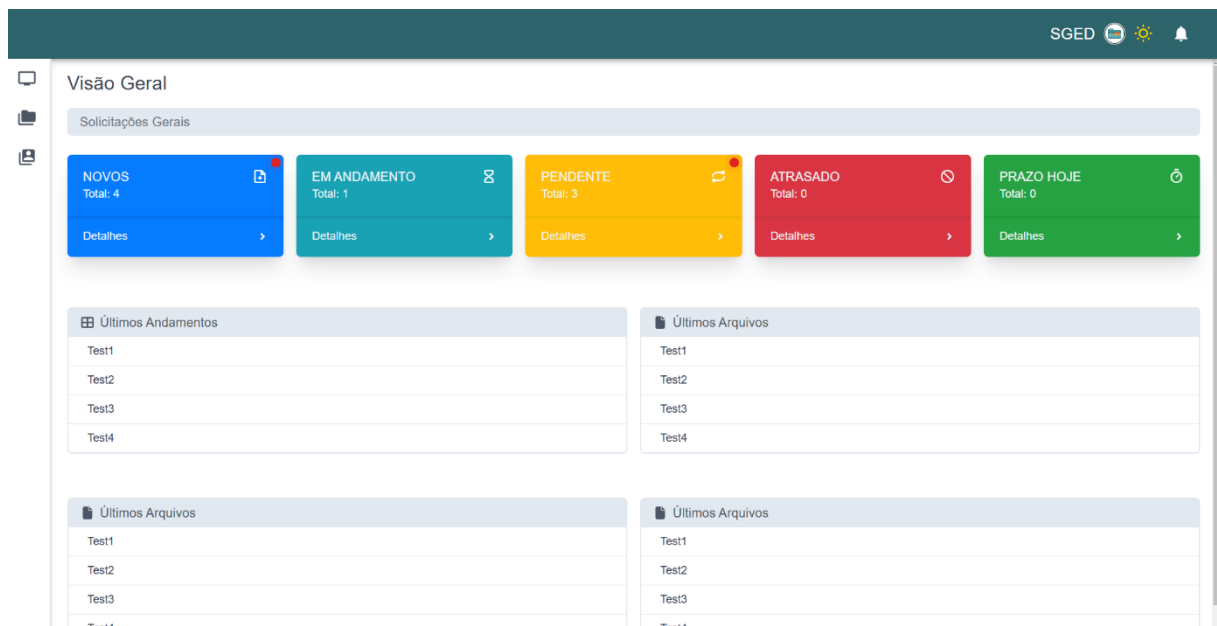 SGED
Visão Geral
Solicitações Gerais
NOVOS
Total: 4
Detalhes
EM ANDAMENTO
Total: 1
Detalhes
PENDENTE
Total: 3
Detalhes
ATRASADO
Total: 0
Detalhes
PRAZO HOJE
Total: 0
Detalhes
Últimos Andamentos
Test1
Test2
Test3
Test4
Últimos Arquivos
Test1
Test2
Test3
Test4
Últimos Arquivos
Test1
Test2
Test3
Últimos Arquivos
Test1
Test2
Test3